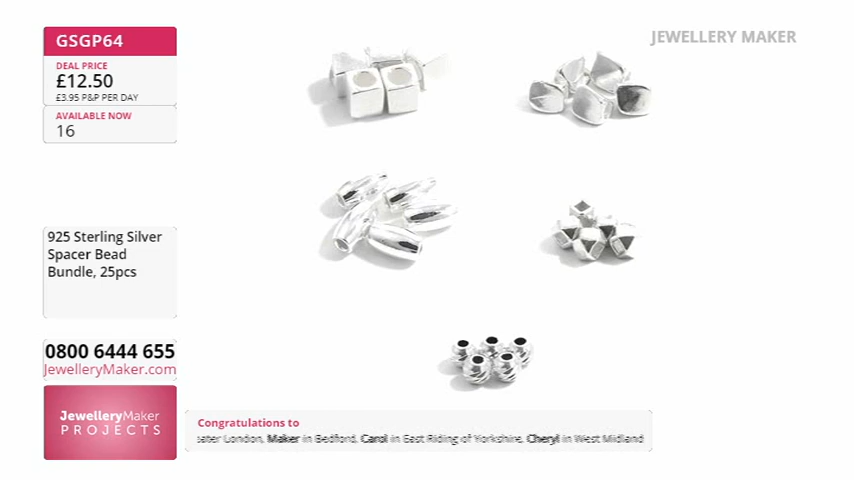 GSGP64
DEAL PRICE
£12.50
£3.95 P&P PER DAY
AVAILABLE NOW
16
JEWELLERY MAKER
925 Sterling Silver
Spacer Bead
Bundle, 25pcs
0800 6444 655
JewelleryMaker.com
JewelleryMaker
PROJECTS
Congratulations to
London, Maker in Bedford, Carol in East Riding of Yorkshire, Cheryl in West Midland